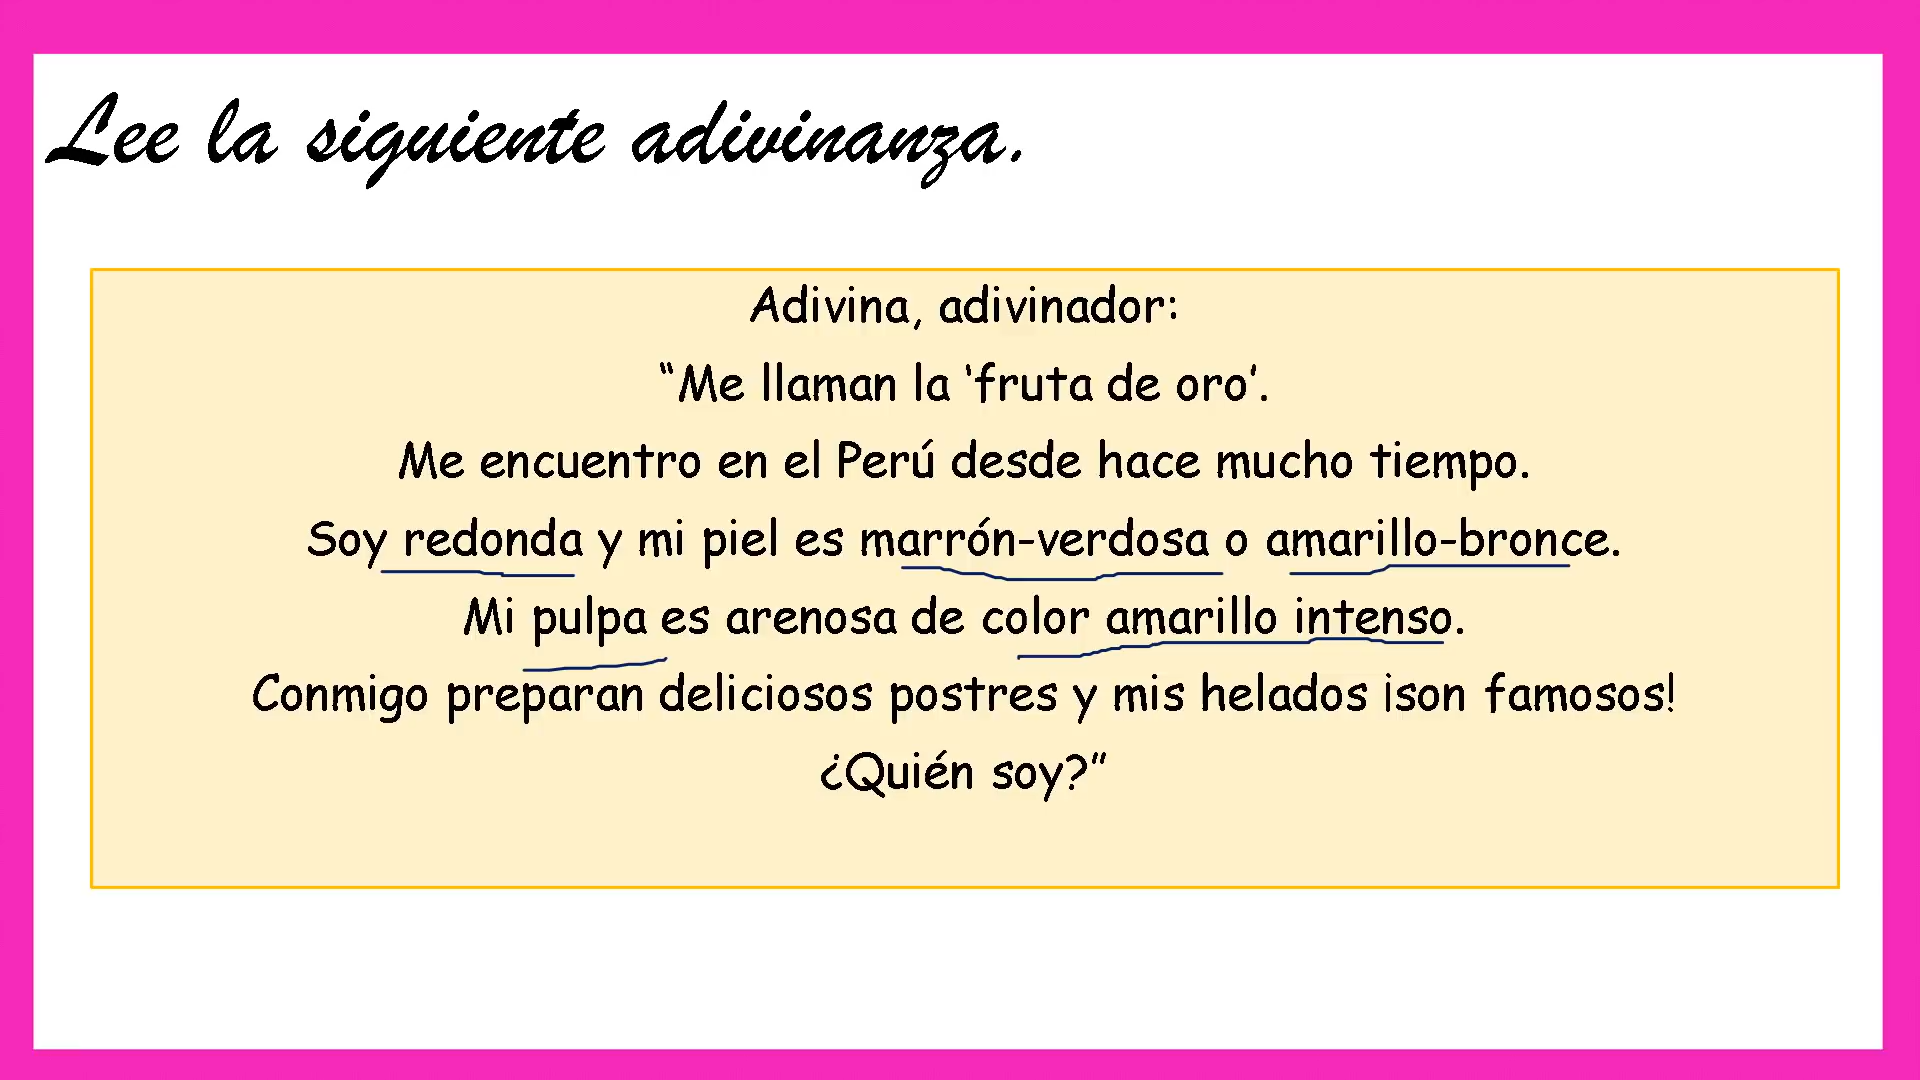 Lee la siguiente adivinanza.
Adivina, adivinador:
“Me llaman la ‘fruta de oro’.
Me encuentro en el Perú desde hace mucho tiempo.
Soy redonda y mi piel es marrón-verdosa o amarillo-bronce.
Mi pulpa es arenosa de color amarillo intenso.
Conmigo preparan deliciosos postres y mis helados ¡son famosos!
¿Quién soy?”